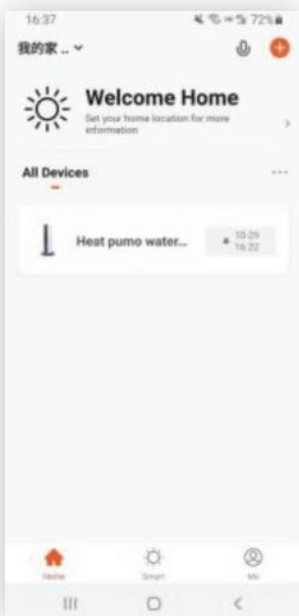 16:37
72%
我的家 ..
Welcome Home
Set your home location for more
information
All Devices
Heat pumo water...
10-29
16:22
Home
Smart
Me